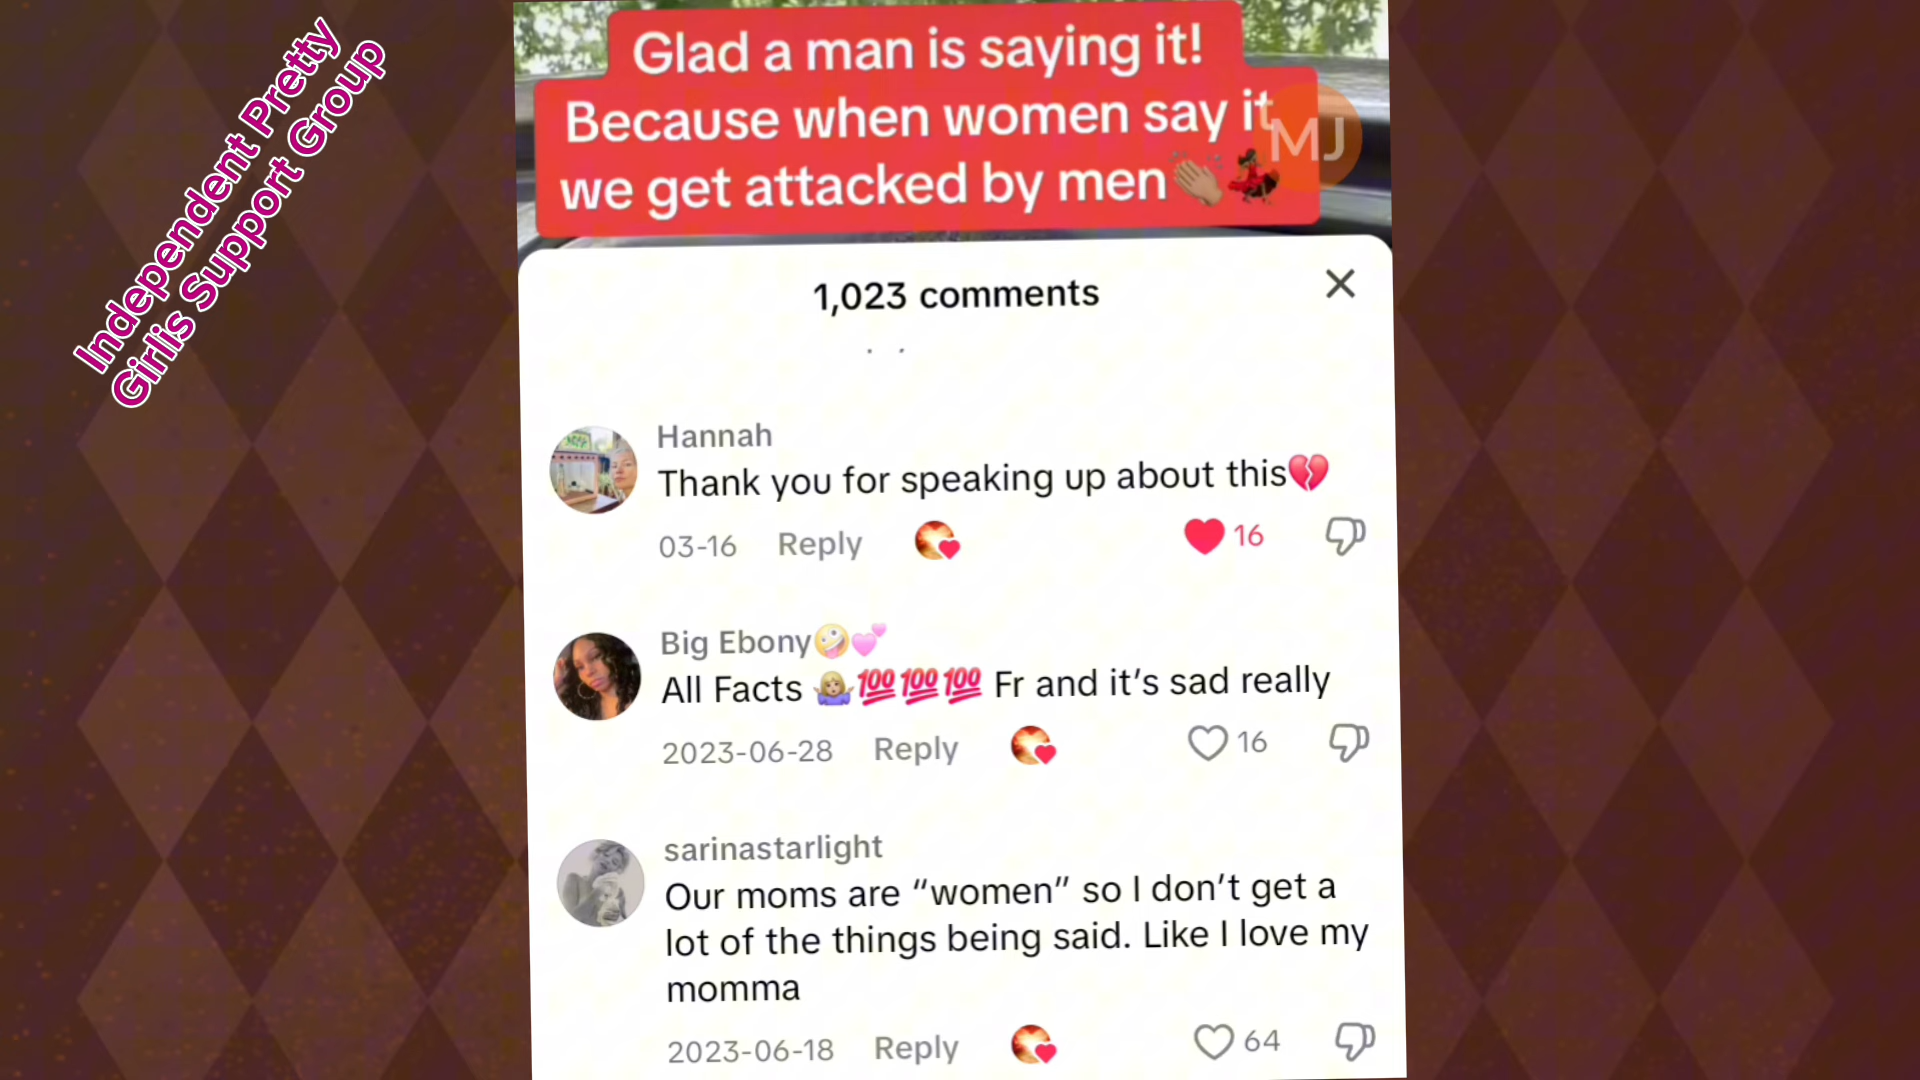 Independent Pretty
Girlis Support Group
Glad a man is saying it!
Because when women say it
we get attacked by men👏🏽💃🏿
MJ
1,023 comments
Hannah
Thank you for speaking up about this💔
03-16 Reply 16
Big Ebony🤪💕
All Facts 🤷🏼‍♀️💯💯💯 Fr and it’s sad really
2023-06-28 Reply 16
sarinastarlight
Our moms are “women” so I don’t get a
lot of the things being said. Like I love my
momma
2023-06-18 Reply 64